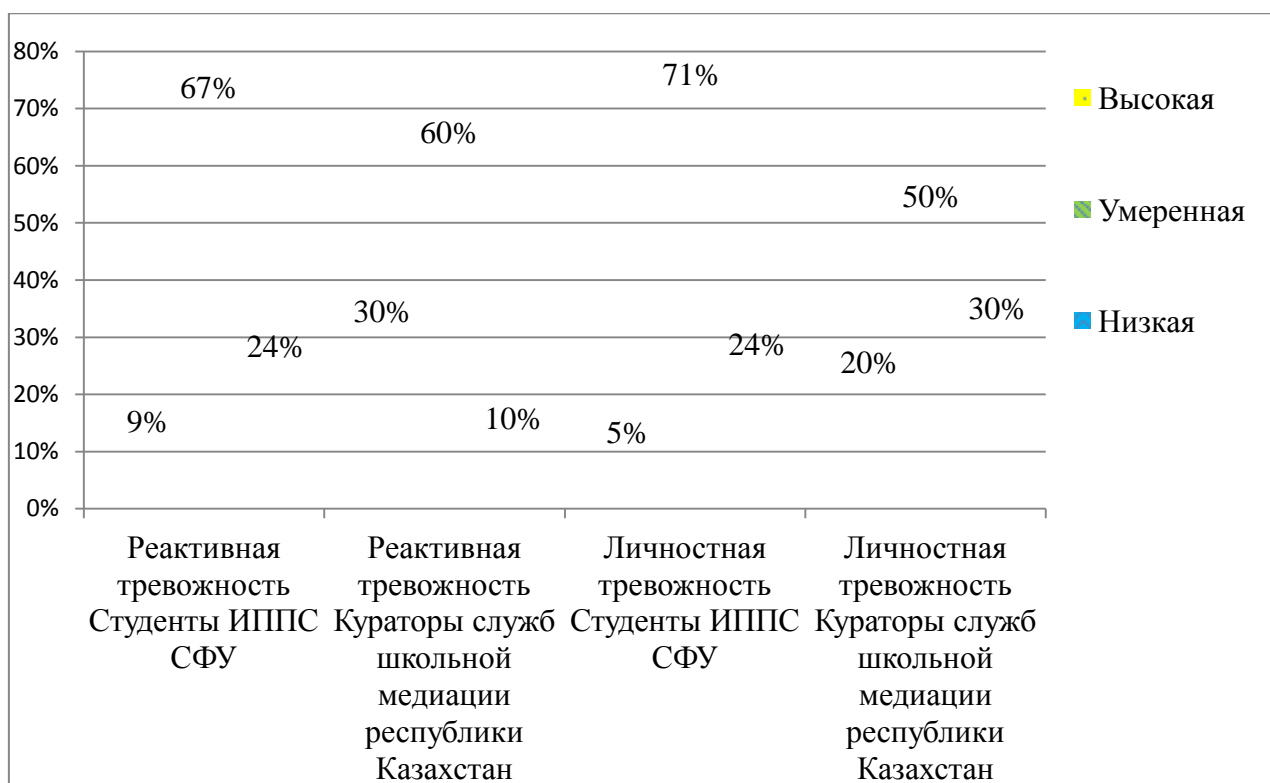 80%
70%
60%
50%
40%
30%
20%
10%
0%
67%
9%
24%
60%
30%
10%
71%
5%
24%
50%
20%
30%
Реактивная
тревожность
Студенты ИППС
СФУ
Реактивная
тревожность
Кураторы служб
школьной
медиации
республики
Казахстан
Личностная
тревожность
Студенты ИППС
СФУ
Личностная
тревожность
Кураторы служб
школьной
медиации
республики
Казахстан
Высокая
Умеренная
Низкая